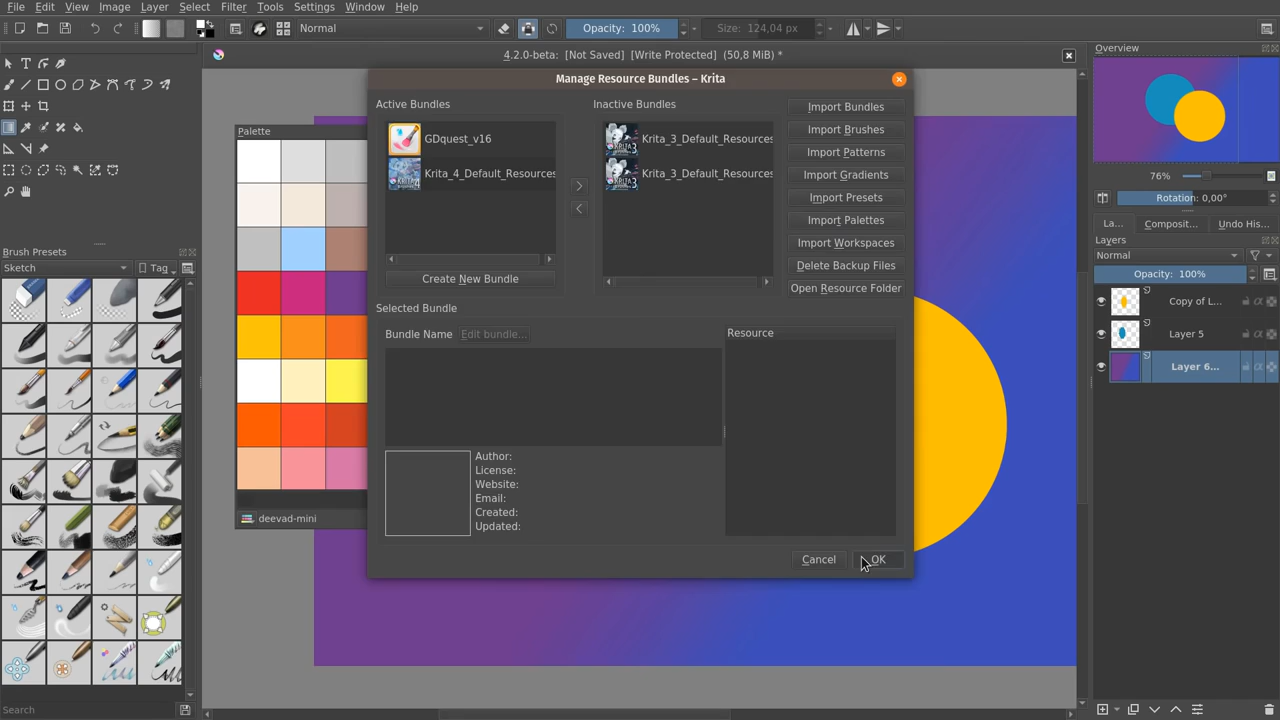 File Edit View Image Layer Select Filter Tools Settings Window Help
Normal Opacity: 100% Size: 124,04 px
4.2.0-beta: [Not Saved] [Write Protected] (50,8 MiB) *
Overview
Manage Resource Bundles – Krita
Active Bundles Inactive Bundles Import Bundles
GDquest_v16 Krita_3_Default_Resources Import Brushes
Import Patterns
Krita_4_Default_Resources Krita_3_Default_Resources Import Gradients
Import Presets
Import Palettes
Import Workspaces
Delete Backup Files
Create New Bundle Open Resource Folder
Selected Bundle
Bundle Name Edit bundle... Resource
Author:
License:
Website:
Email:
Created:
Updated:
Cancel OK
Palette
deevad-mini
Brush Presets
Sketch Tag
Search
76%
Rotation: 0,00°
La... Composit... Undo His...
Layers
Normal
Opacity: 100%
Copy of L...
Layer 5
Layer 6...